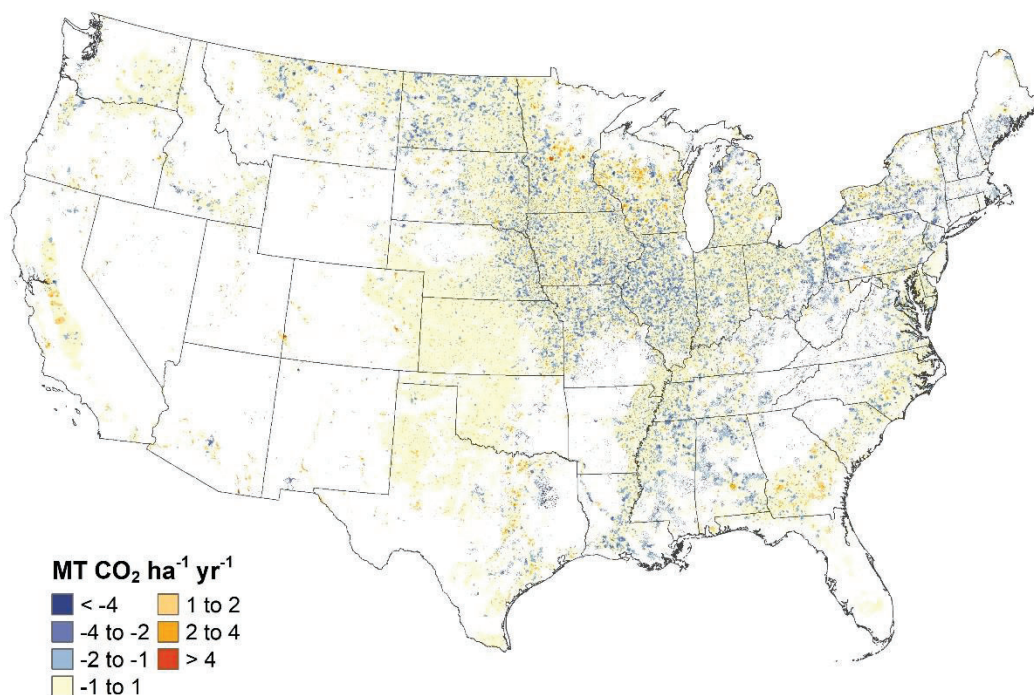 MT CO₂ ha⁻¹ yr⁻¹
< -4
1 to 2
-4 to -2
2 to 4
-2 to -1
> 4
-1 to 1